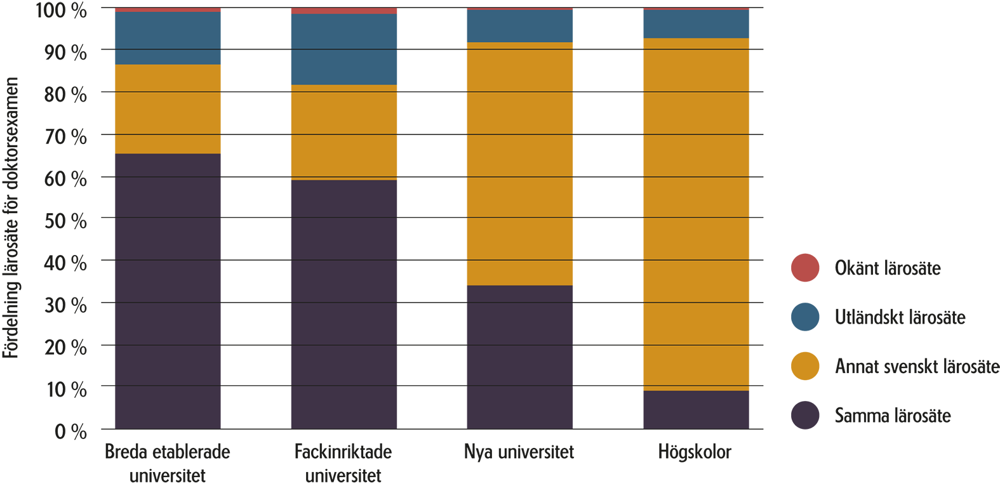 Fördelning lärosäte för doktorsexamen
100 %
90 %
80 %
70 %
60 %
50 %
40 %
30 %
20 %
10 %
0 %
Breda etablerade
universitet
Fackinriktade
universitet
Nya universitet
Högskolor
Okänt lärosäte
Utländskt lärosäte
Annat svenskt lärosäte
Samma lärosäte